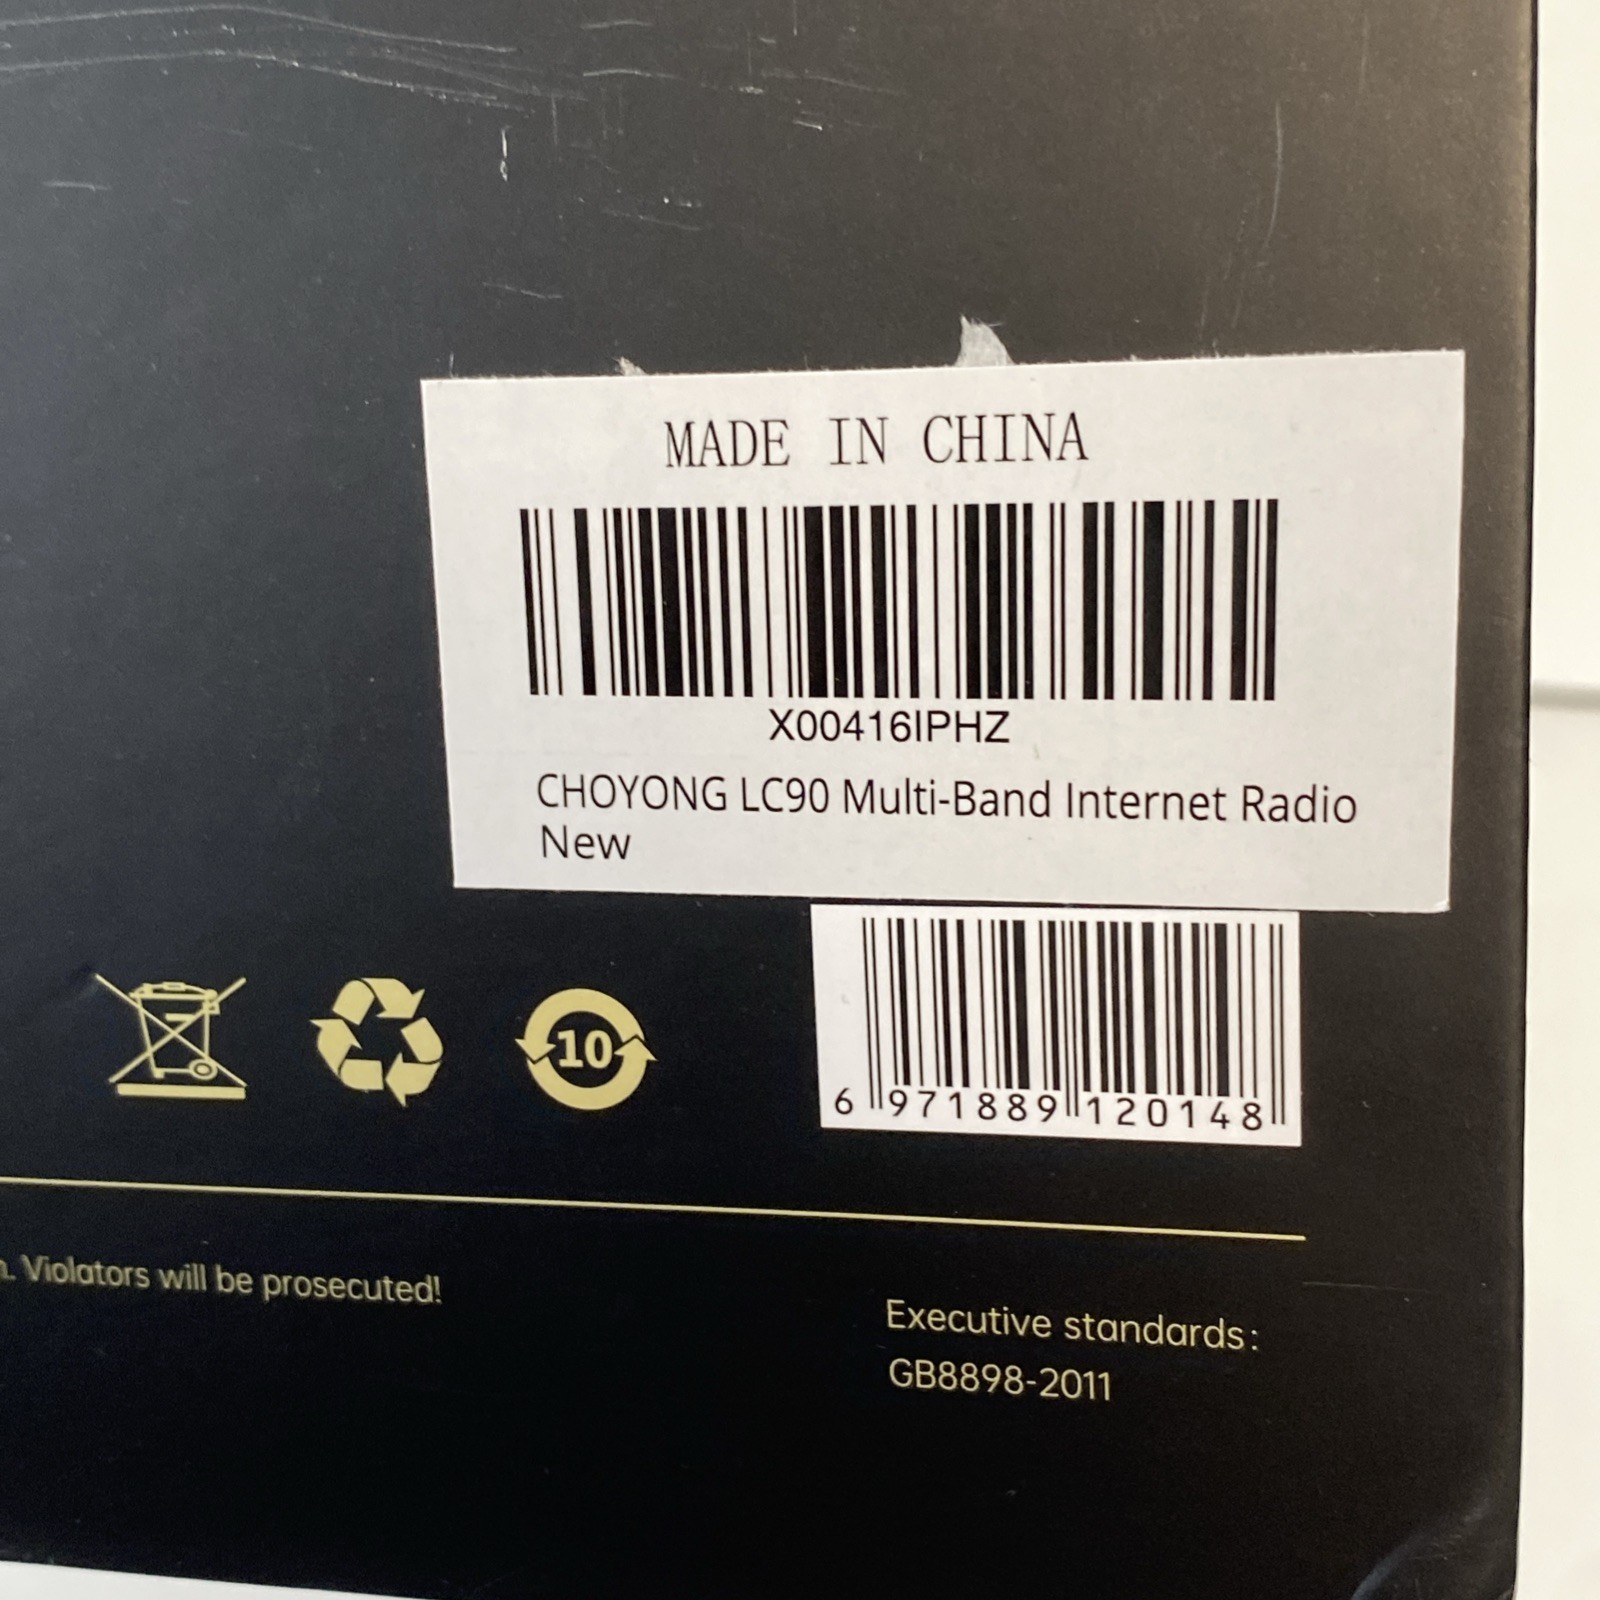 MADE IN CHINA
X00416IPHZ
CHOYONG LC90 Multi-Band Internet Radio
New
10
6 971889 120148
Violators will be prosecuted!
Executive standards:
GB8898-2011